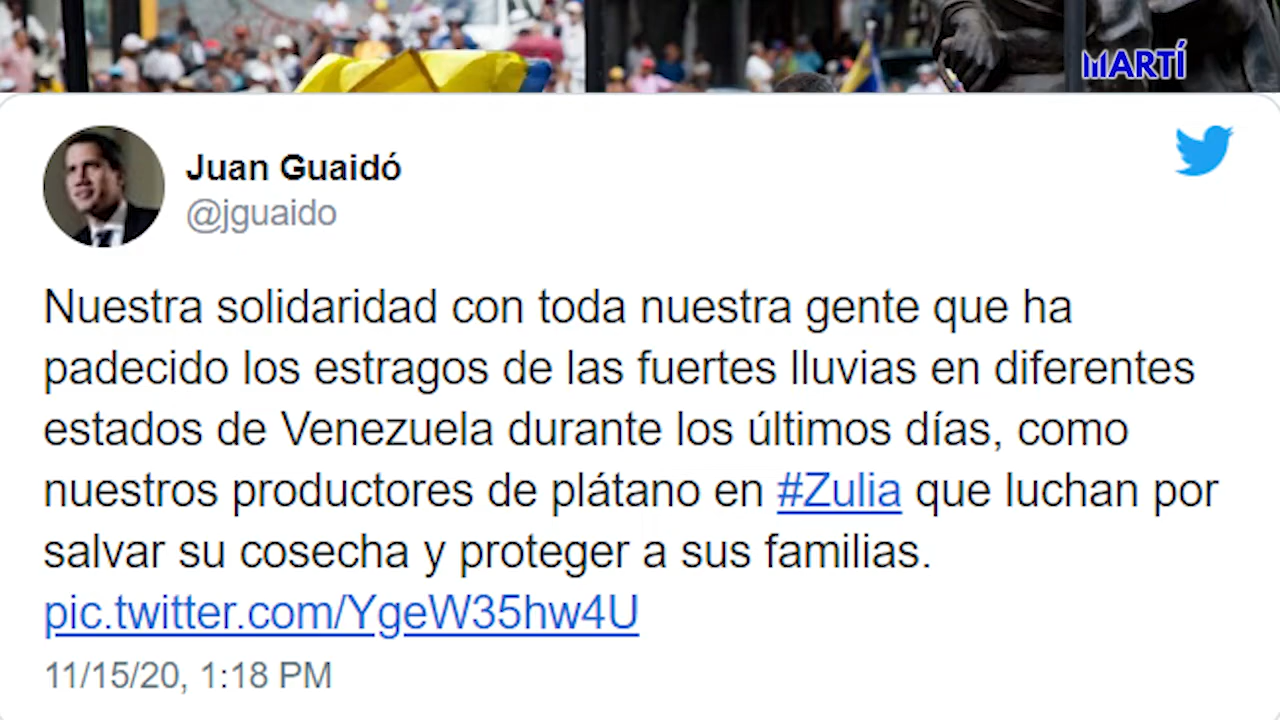 MARTÍ
Juan Guaidó
@jguaido
Nuestra solidaridad con toda nuestra gente que ha
padecido los estragos de las fuertes lluvias en diferentes
estados de Venezuela durante los últimos días, como
nuestros productores de plátano en #Zulia que luchan por
salvar su cosecha y proteger a sus familias.
pic.twitter.com/YgeW35hw4U
11/15/20, 1:18 PM